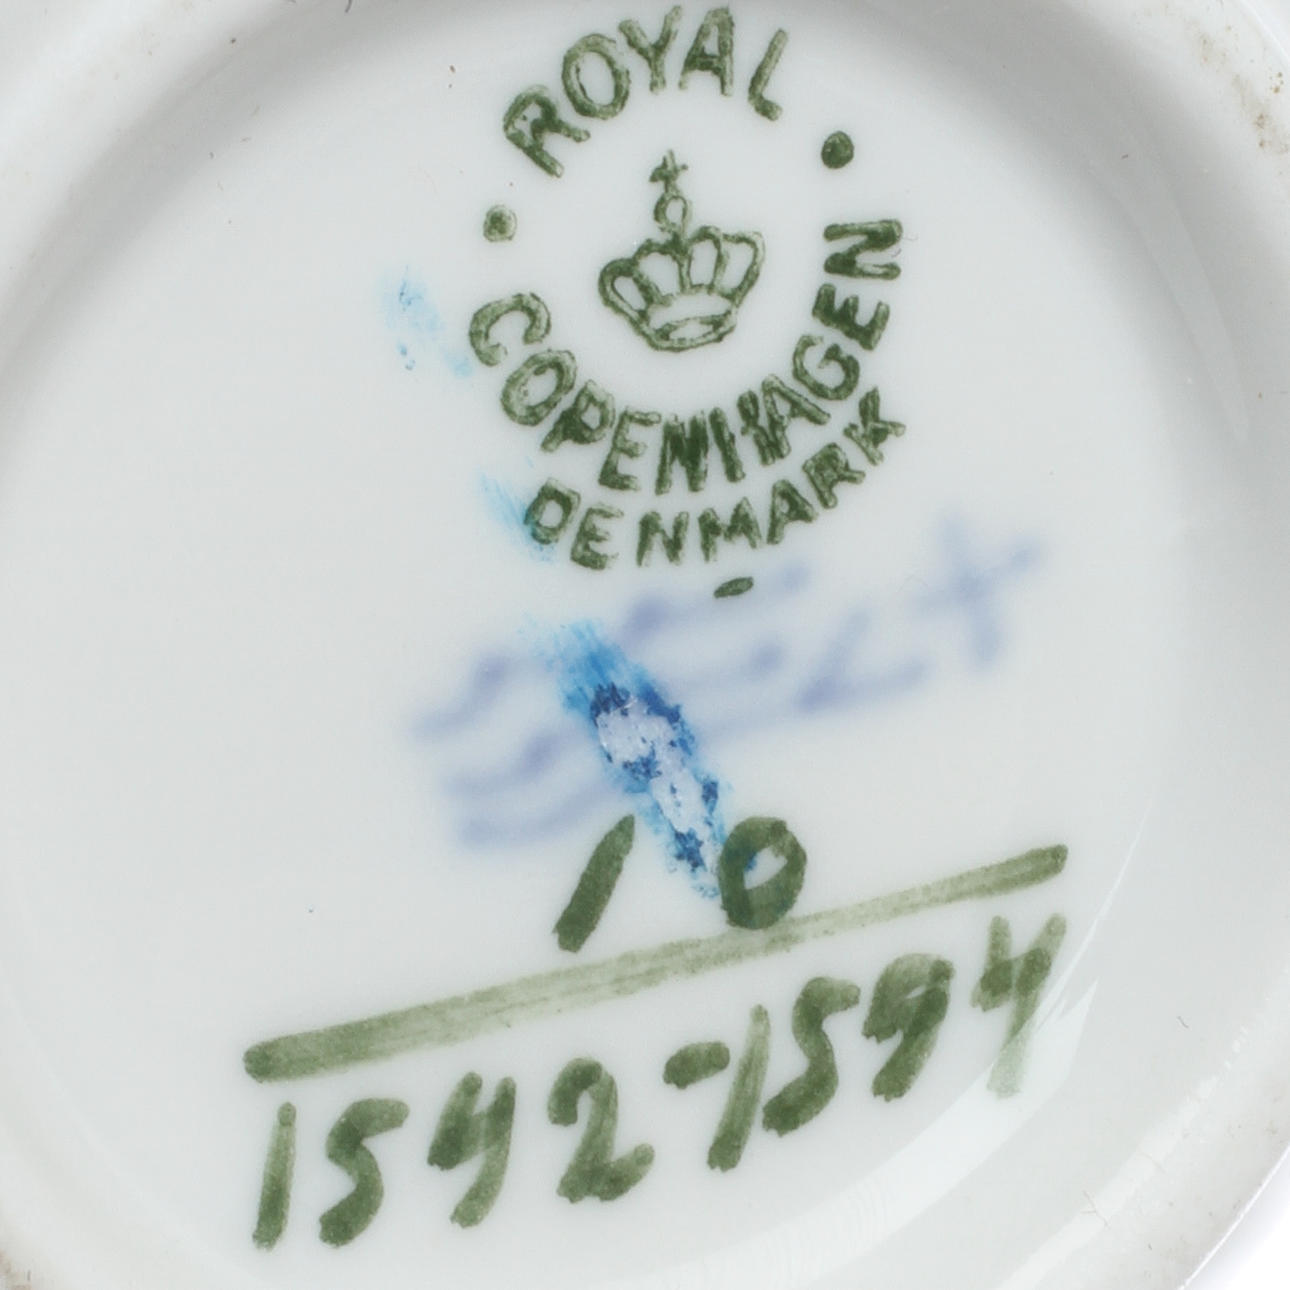 ROYAL
COPENHAGEN
DENMARK
10
1542-1594